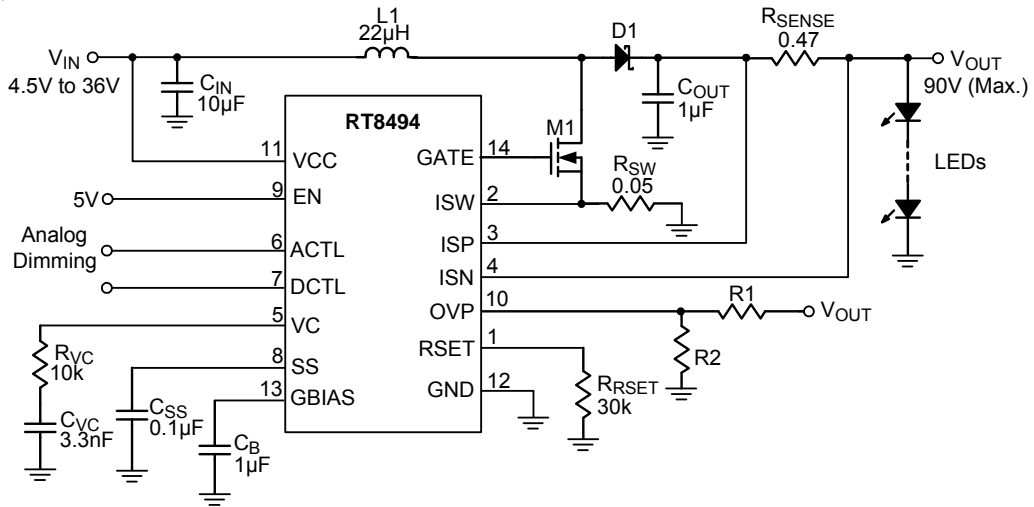 L1
22µH
D1
RSENSE
0.47
VIN
4.5V to 36V
CIN
10µF
COUT
1µF
VOUT
90V (Max.)
LEDs
RT8494
M1
RSW
0.05
11
VCC
GATE
14
5V
9
EN
ISW
2
Analog
Dimming
6
ACTL
ISP
3
7
DCTL
ISN
4
5
VC
OVP
10
R1
VOUT
R2
RVC
10k
8
SS
RSET
1
RRSET
30k
13
GBIAS
GND
12
CVC
3.3nF
CSS
0.1µF
CB
1µF